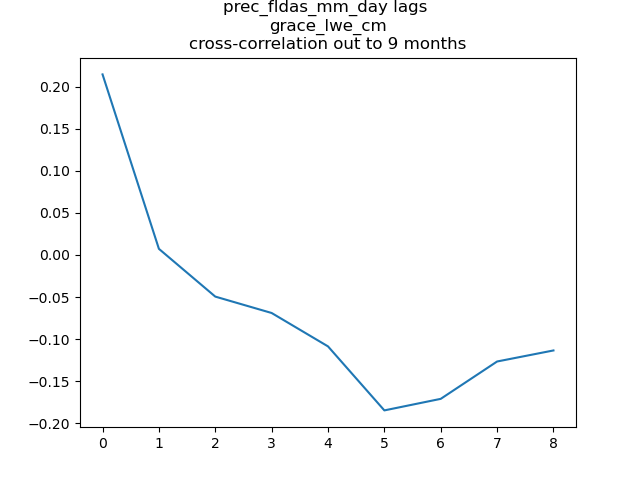 prec_fldas_mm_day lags
grace_lwe_cm
cross-correlation out to 9 months
0.20
0.15
0.10
0.05
0.00
−0.05
−0.10
−0.15
−0.20
0 1 2 3 4 5 6 7 8